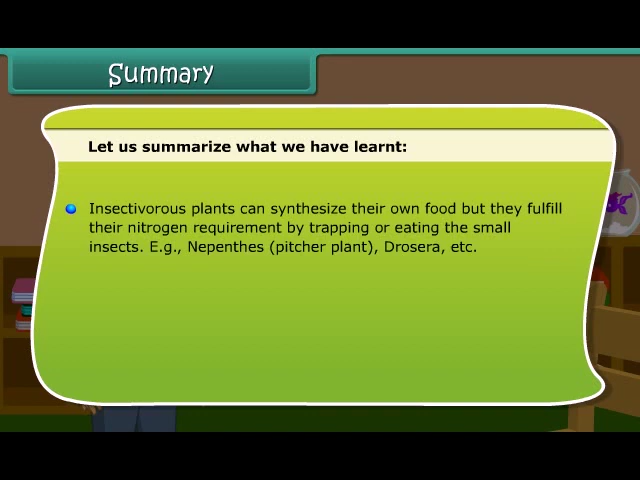 Summary
Let us summarize what we have learnt:
Insectivorous plants can synthesize their own food but they fulfill
their nitrogen requirement by trapping or eating the small
insects. E.g., Nepenthes (pitcher plant), Drosera, etc.